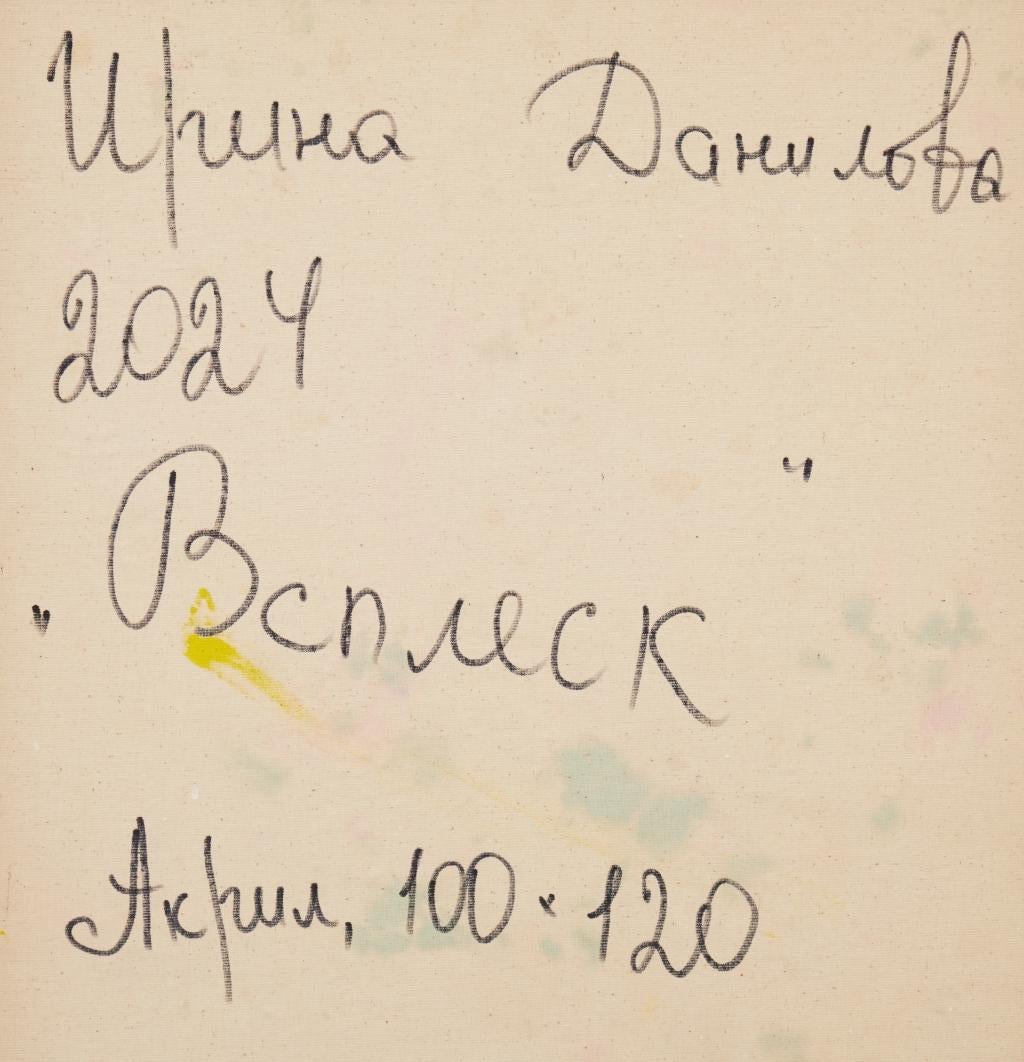 Ирина Данилова
2024
„Всплеск"
Акрил, 100×120